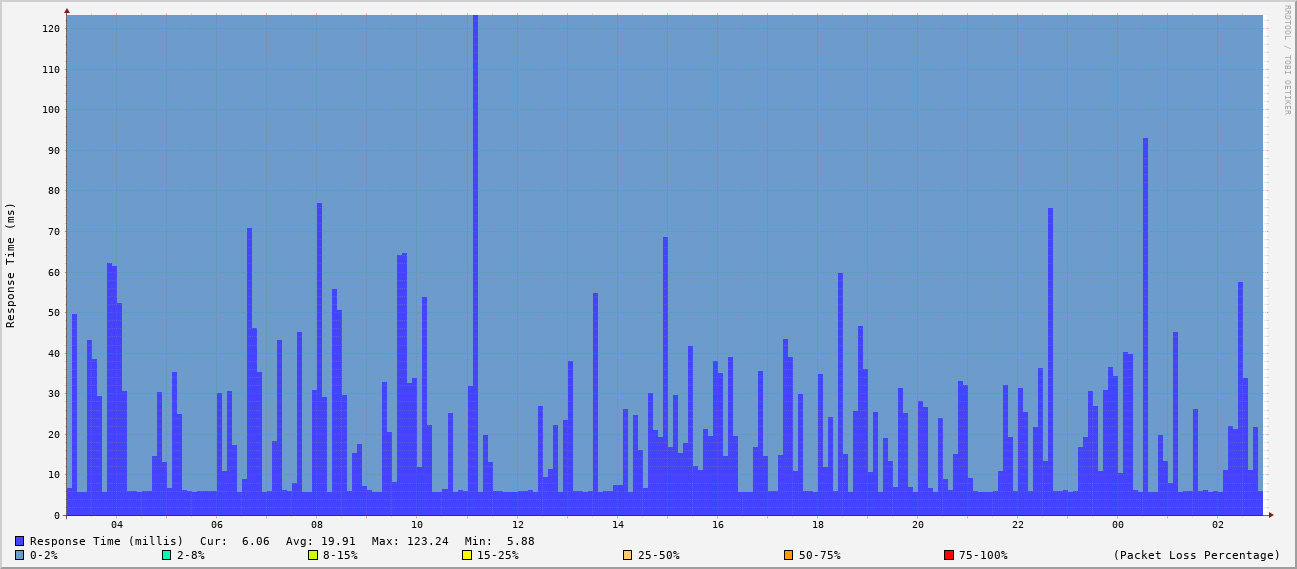 RRDTOOL / TOBI OETIKER
Response Time (ms)
120
110
100
90
80
70
60
50
40
30
20
10
0
04 06 08 10 12 14 16 18 20 22 00 02
Response Time (millis) Cur: 6.06 Avg: 19.91 Max: 123.24 Min: 5.88
0-2% 2-8% 8-15% 15-25% 25-50% 50-75% 75-100% (Packet Loss Percentage)